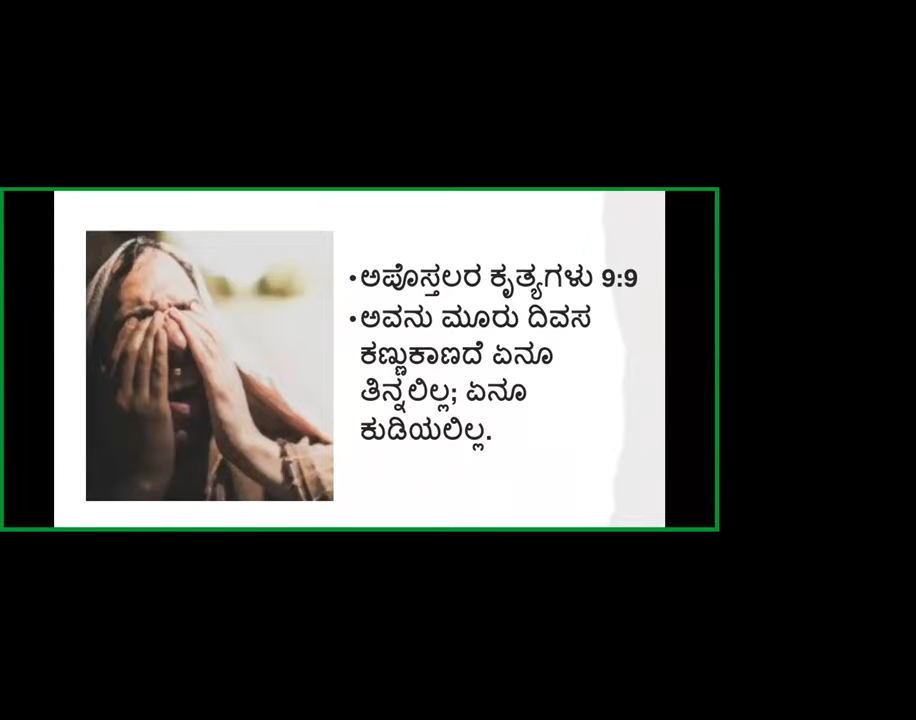 •ಅಪೊಸ್ತಲರ ಕೃತ್ಯಗಳು 9:9
•ಅವನು ಮೂರು ದಿವಸ
ಕಣ್ಣುಕಾಣದೆ ಏನೂ
ತಿನ್ನಲಿಲ್ಲ; ಏನೂ
ಕುಡಿಯಲಿಲ್ಲ.